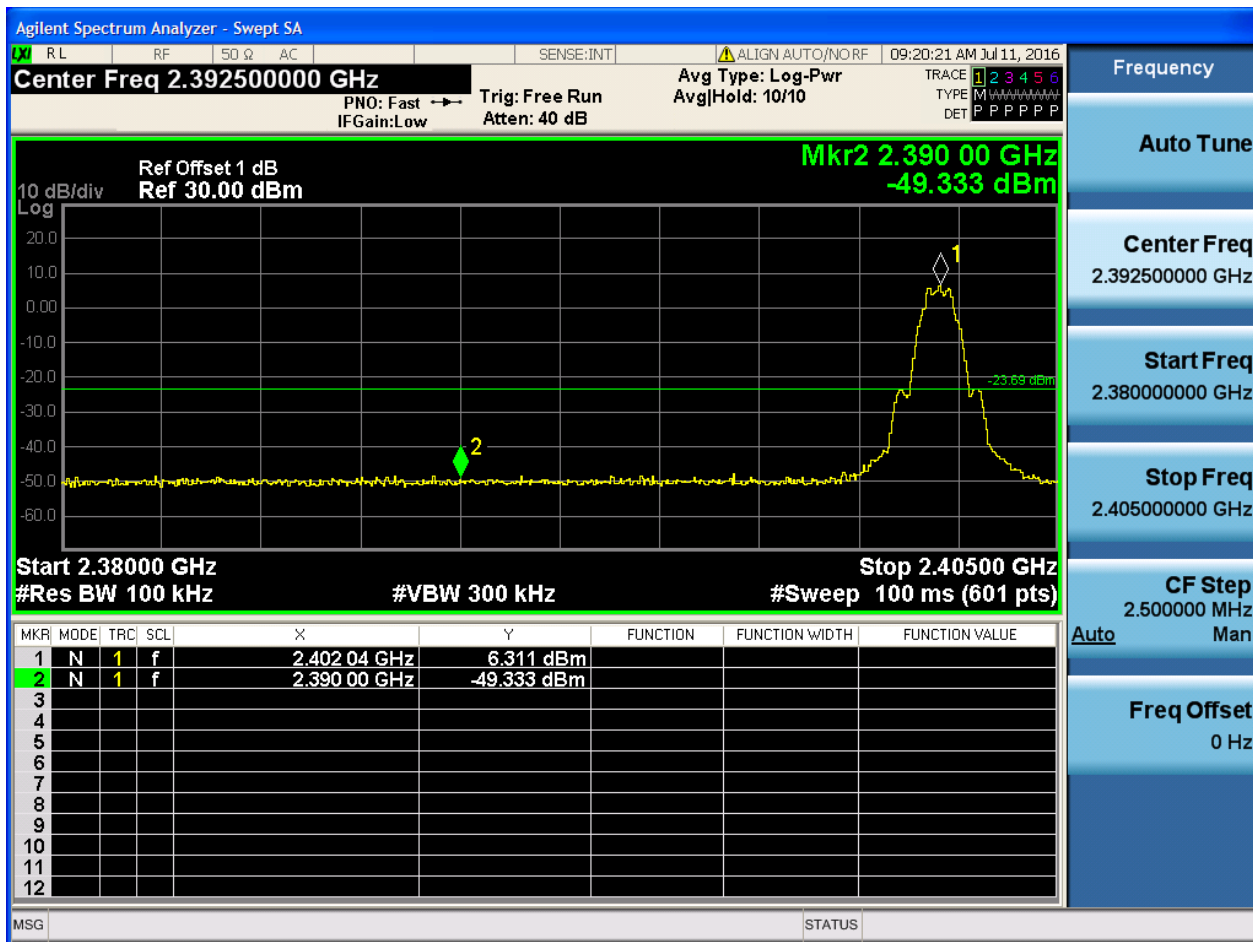 Agilent Spectrum Analyzer - Swept SA
LXI RL RF 50 Ω AC SENSE:INT ALIGN AUTO/NO RF 09:20:21 AM Jul 11, 2016
Center Freq 2.392500000 GHz
PNO: Fast
IFGain:Low
Trig: Free Run
Atten: 40 dB
Avg Type: Log-Pwr
Avg|Hold: 10/10
TRACE 1 2 3 4 5 6
TYPE M WWWWW
DET P P P P P P
Mkr2 2.390 00 GHz
-49.333 dBm
Ref Offset 1 dB
10 dB/div Ref 30.00 dBm
Log
20.0
10.0
0.00
-10.0
-20.0
-30.0
-40.0
-50.0
-60.0
1
-23.69 dBm
2
Start 2.38000 GHz Stop 2.40500 GHz
#Res BW 100 kHz #VBW 300 kHz #Sweep 100 ms (601 pts)
MKR MODE TRC SCL X Y FUNCTION FUNCTION WIDTH FUNCTION VALUE
1 N 1 f 2.402 04 GHz 6.311 dBm
2 N 1 f 2.390 00 GHz -49.333 dBm
3
4
5
6
7
8
9
10
11
12
MSG STATUS
Frequency
Auto Tune
Center Freq
2.392500000 GHz
Start Freq
2.380000000 GHz
Stop Freq
2.405000000 GHz
CF Step
2.500000 MHz
Auto Man
Freq Offset
0 Hz